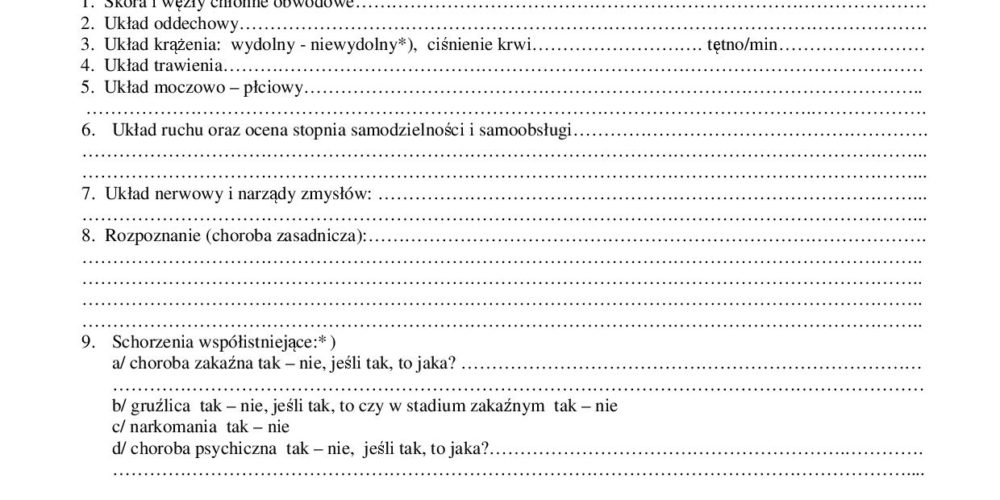 1. Skóra i węzły chłonne obwodowe……………………………………………………………………
2. Układ oddechowy……………………………………………………………………………………
3. Układ krążenia: wydolny - niewydolny*), ciśnienie krwi………………………. tętno/min……………………
4. Układ trawienia………………………………………………………………………………………
5. Układ moczowo – płciowy……………………………………………………………………………..
……………………………………………………………………………………………………….
6. Układ ruchu oraz ocena stopnia samodzielności i samoobsługi……………………………………………
………………………………………………………………………………………………………...
………………………………………………………………………………………………………...
7. Układ nerwowy i narządy zmysłów: …………………………………………………………………...
………………………………………………………………………………………………………...
8. Rozpoznanie (choroba zasadnicza):…………………………………………………………………….
………………………………………………………………………………………………………..
………………………………………………………………………………………………………..
………………………………………………………………………………………………………..
………………………………………………………………………………………………………..
9. Schorzenia współistniejące:*)
a/ choroba zakaźna tak – nie, jeśli tak, to jaka? …………………………………………………………
……………………………………………………………………………………………………
b/ gruźlica tak – nie, jeśli tak, to czy w stadium zakaźnym tak – nie
c/ narkomania tak – nie
d/ choroba psychiczna tak – nie, jeśli tak, to jaka?…………………………………………………….
……………………………………………………………………………………………………...